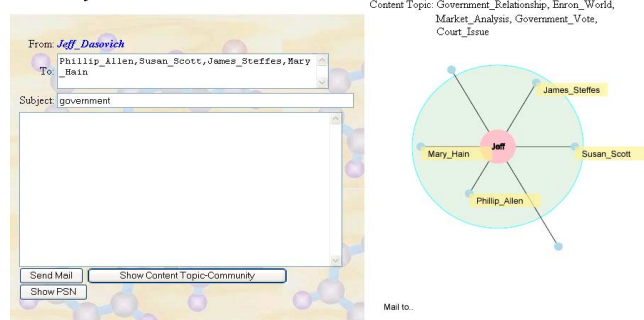 Content Topic: Government_Relationship, Enron_World,
Market_Analysis, Government_Vote,
Court_Issue
From: Jeff_Dasovich
To: Phillip_Allen,Susan_Scott,James_Steffes,Mary
_Hain
Subject: government
Send Mail
Show Content Topic-Community
Show PSN
James_Steffes
Jeff
Mary_Hain
Susan_Scott
Phillip_Allen
Mail to..